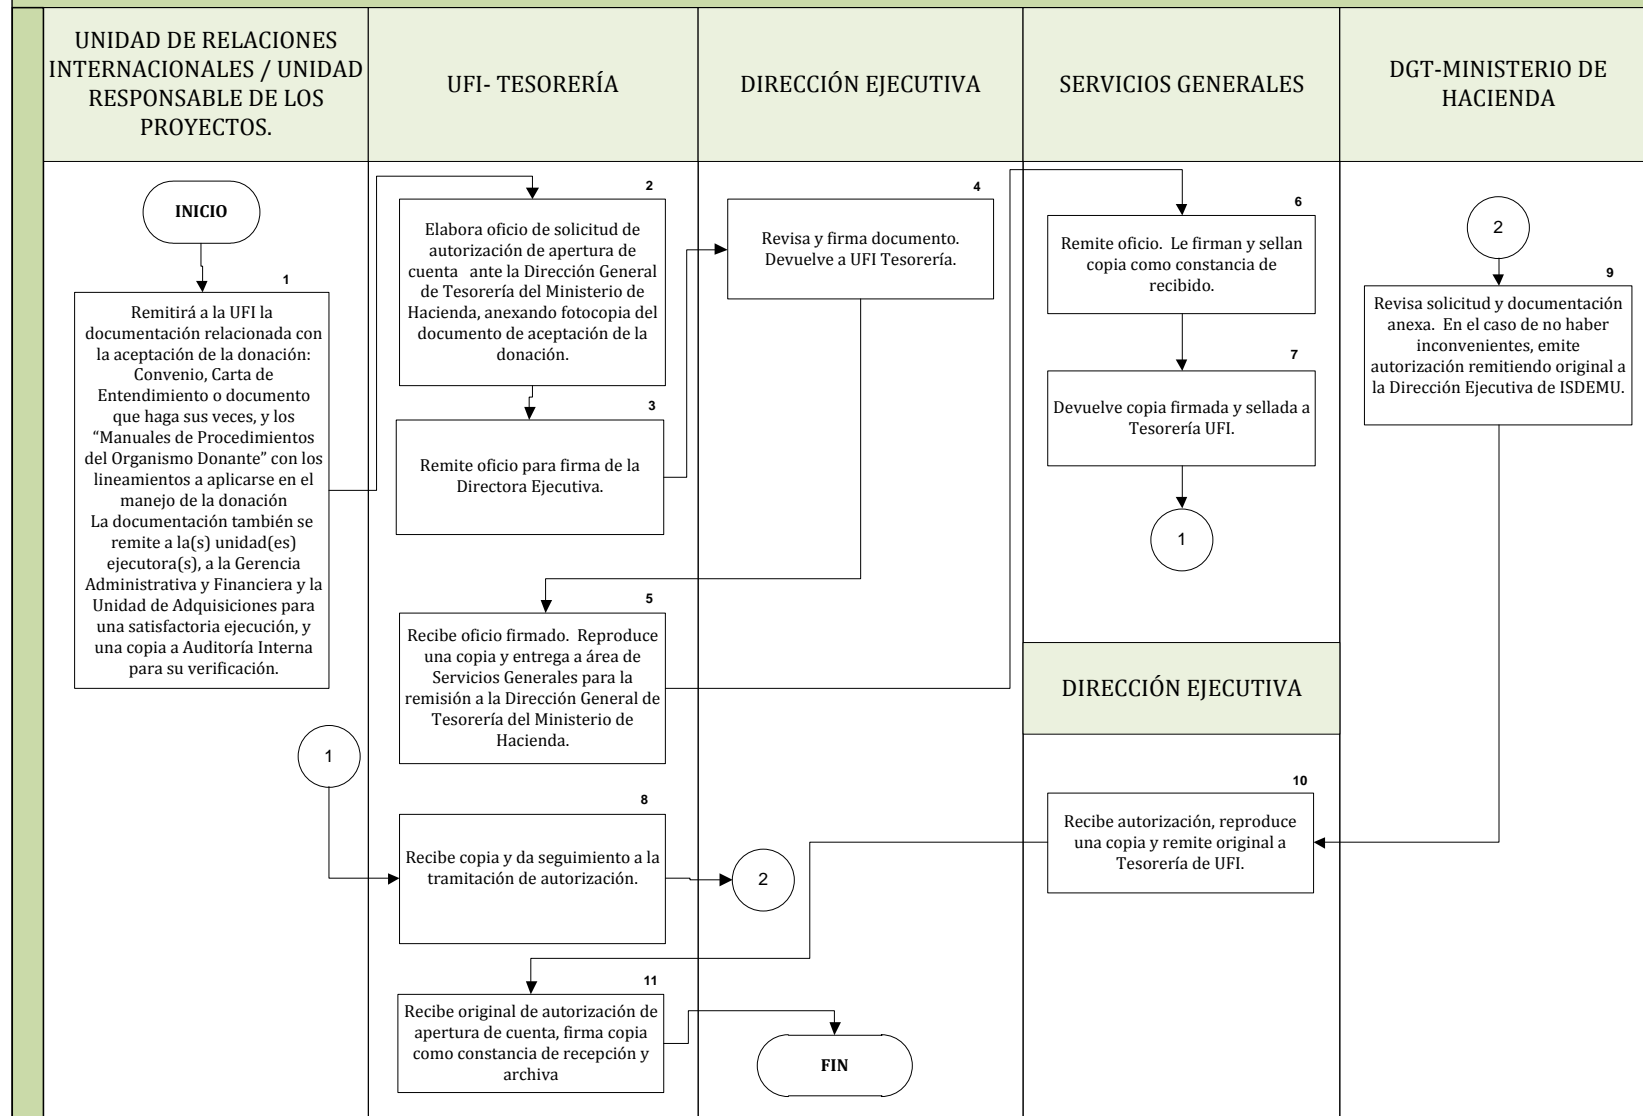 UNIDAD DE RELACIONES
INTERNACIONALES / UNIDAD
RESPONSABLE DE LOS
PROYECTOS.
UFI- TESORERÍA
DIRECCIÓN EJECUTIVA
SERVICIOS GENERALES
DGT-MINISTERIO DE
HACIENDA
INICIO
1
Remitirá a la UFI la
documentación relacionada con
la aceptación de la donación:
Convenio, Carta de
Entendimiento o documento
que haga sus veces, y los
“Manuales de Procedimientos
del Organismo Donante” con los
lineamientos a aplicarse en el
manejo de la donación
La documentación también se
remite a la(s) unidad(es)
ejecutora(s), a la Gerencia
Administrativa y Financiera y la
Unidad de Adquisiciones para
una satisfactoria ejecución, y
una copia a Auditoría Interna
para su verificación.
2
Elabora oficio de solicitud de
autorización de apertura de
cuenta ante la Dirección General
de Tesorería del Ministerio de
Hacienda, anexando fotocopia del
documento de aceptación de la
donación.
3
Remite oficio para firma de la
Directora Ejecutiva.
4
Revisa y firma documento.
Devuelve a UFI Tesorería.
5
Recibe oficio firmado. Reproduce
una copia y entrega a área de
Servicios Generales para la
remisión a la Dirección General de
Tesorería del Ministerio de
Hacienda.
6
Remite oficio. Le firman y sellan
copia como constancia de
recibido.
7
Devuelve copia firmada y sellada a
Tesorería UFI.
1
1
8
Recibe copia y da seguimiento a la
tramitación de autorización.
2
2
9
Revisa solicitud y documentación
anexa. En el caso de no haber
inconvenientes, emite
autorización remitiendo original a
la Dirección Ejecutiva de ISDEMU.
DIRECCIÓN EJECUTIVA
10
Recibe autorización, reproduce
una copia y remite original a
Tesorería de UFI.
11
Recibe original de autorización de
apertura de cuenta, firma copia
como constancia de recepción y
archiva
FIN